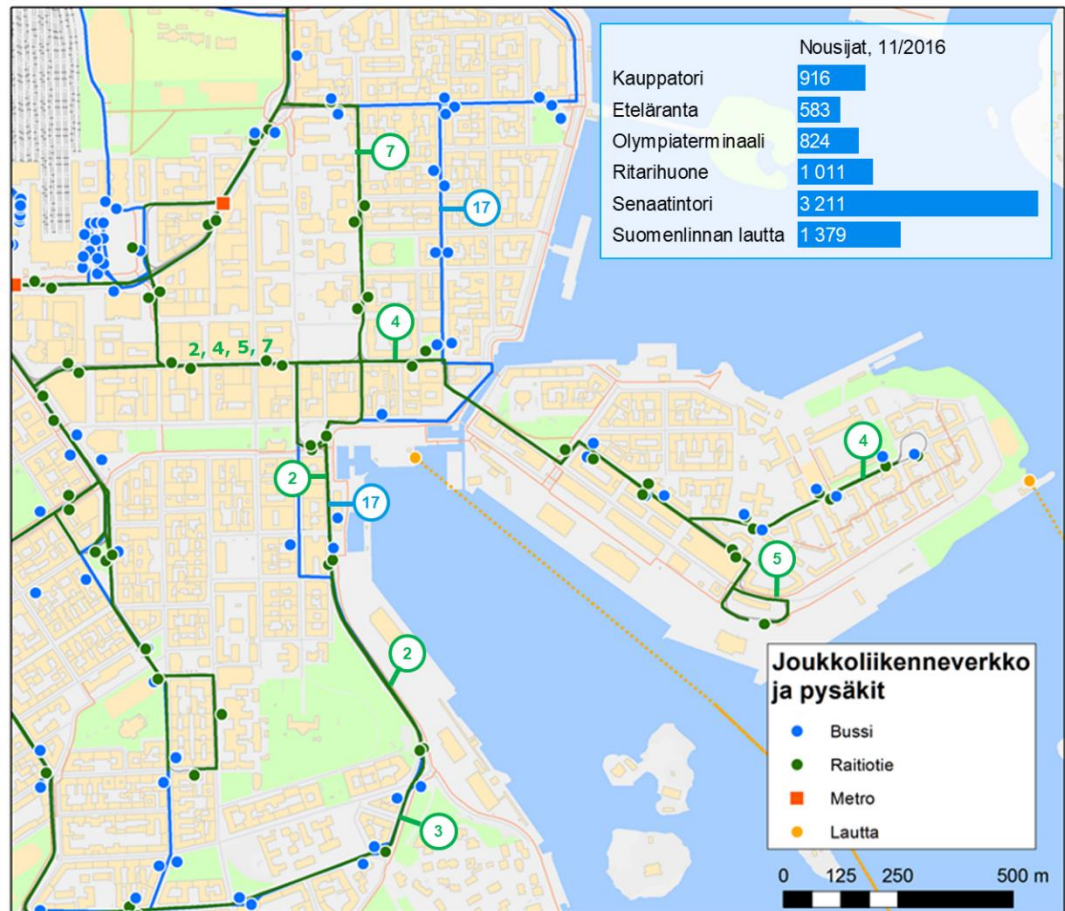 Nousijat, 11/2016
Kauppatori 916
Eteläranta 583
Olympiaterminaali 824
Ritarihuone 1 011
Senaatintori 3 211
Suomenlinnan lautta 1 379
7
17
4
2, 4, 5, 7
4
2
17
5
2
3
Joukkoliikenneverkko
ja pysäkit
Bussi
Raitiotie
Metro
Lautta
0 125 250 500 m